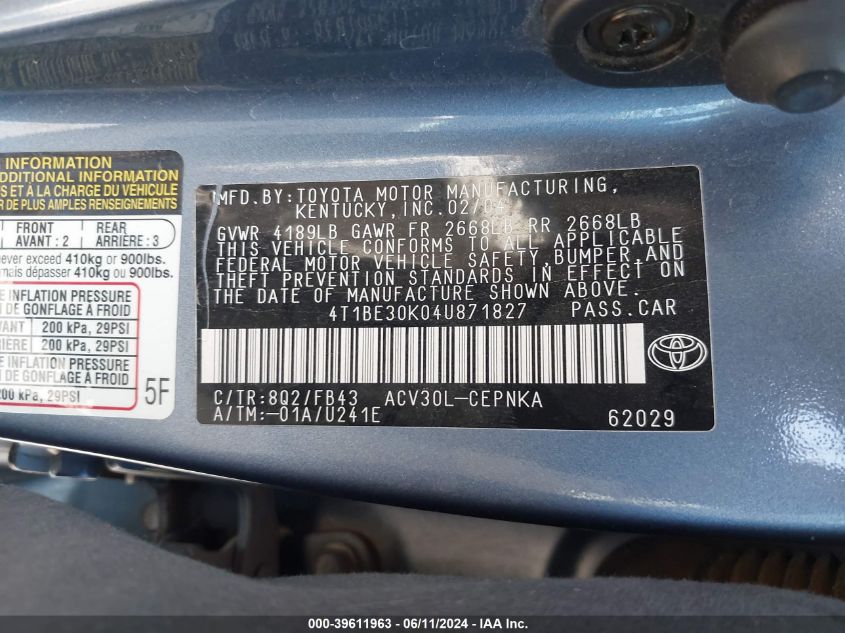 INFORMATION
dditional information
S ET À LA CHARGE DU VÉHICULE
r de plus amples renseignements
FRONT REAR
AVANT : 2 ARRIÈRE : 3
never exceed 410kg or 900lbs.
mais dépasser 410kg ou 900lbs.
E INFLATION PRESSURE
DE GONFLAGE À FROID
VANT 200 kPa, 29PSI
RIÈRE 200 kPa, 29PSI
E INFLATION PRESSURE
DE GONFLAGE À FROID
200 kPa, 29PSI
5F
MFD. BY: TOYOTA MOTOR MANUFACTURING,
KENTUCKY, INC. 02/04
GVWR 4189LB GAWR FR 2668LB RR 2668LB
THIS VEHICLE CONFORMS TO ALL APPLICABLE
FEDERAL MOTOR VEHICLE SAFETY, BUMPER,AND
THEFT PREVENTION STANDARDS IN EFFECT ON
THE DATE OF MANUFACTURE SHOWN ABOVE.
4T1BE30K04U871827 PASS.CAR
C/TR:8Q2/FB43 ACV30L-CEPNKA
A/TM:-01A/U241E 62029
000-39611963 - 06/11/2024 - IAA Inc.